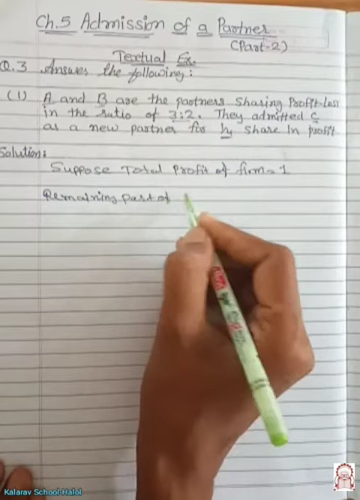 Ch.5 Admission of a Partner
(Part-2)
Textual Ex.
Q.3 Answer the following:
(1) A and B are the partners sharing Profit-Loss
in the ratio of 3:2. They admitted C
as a new partner for 1/4 share in profit
Solution:
Suppose Total Profit of firm = 1
Remaining part of
Kalarav School Halol